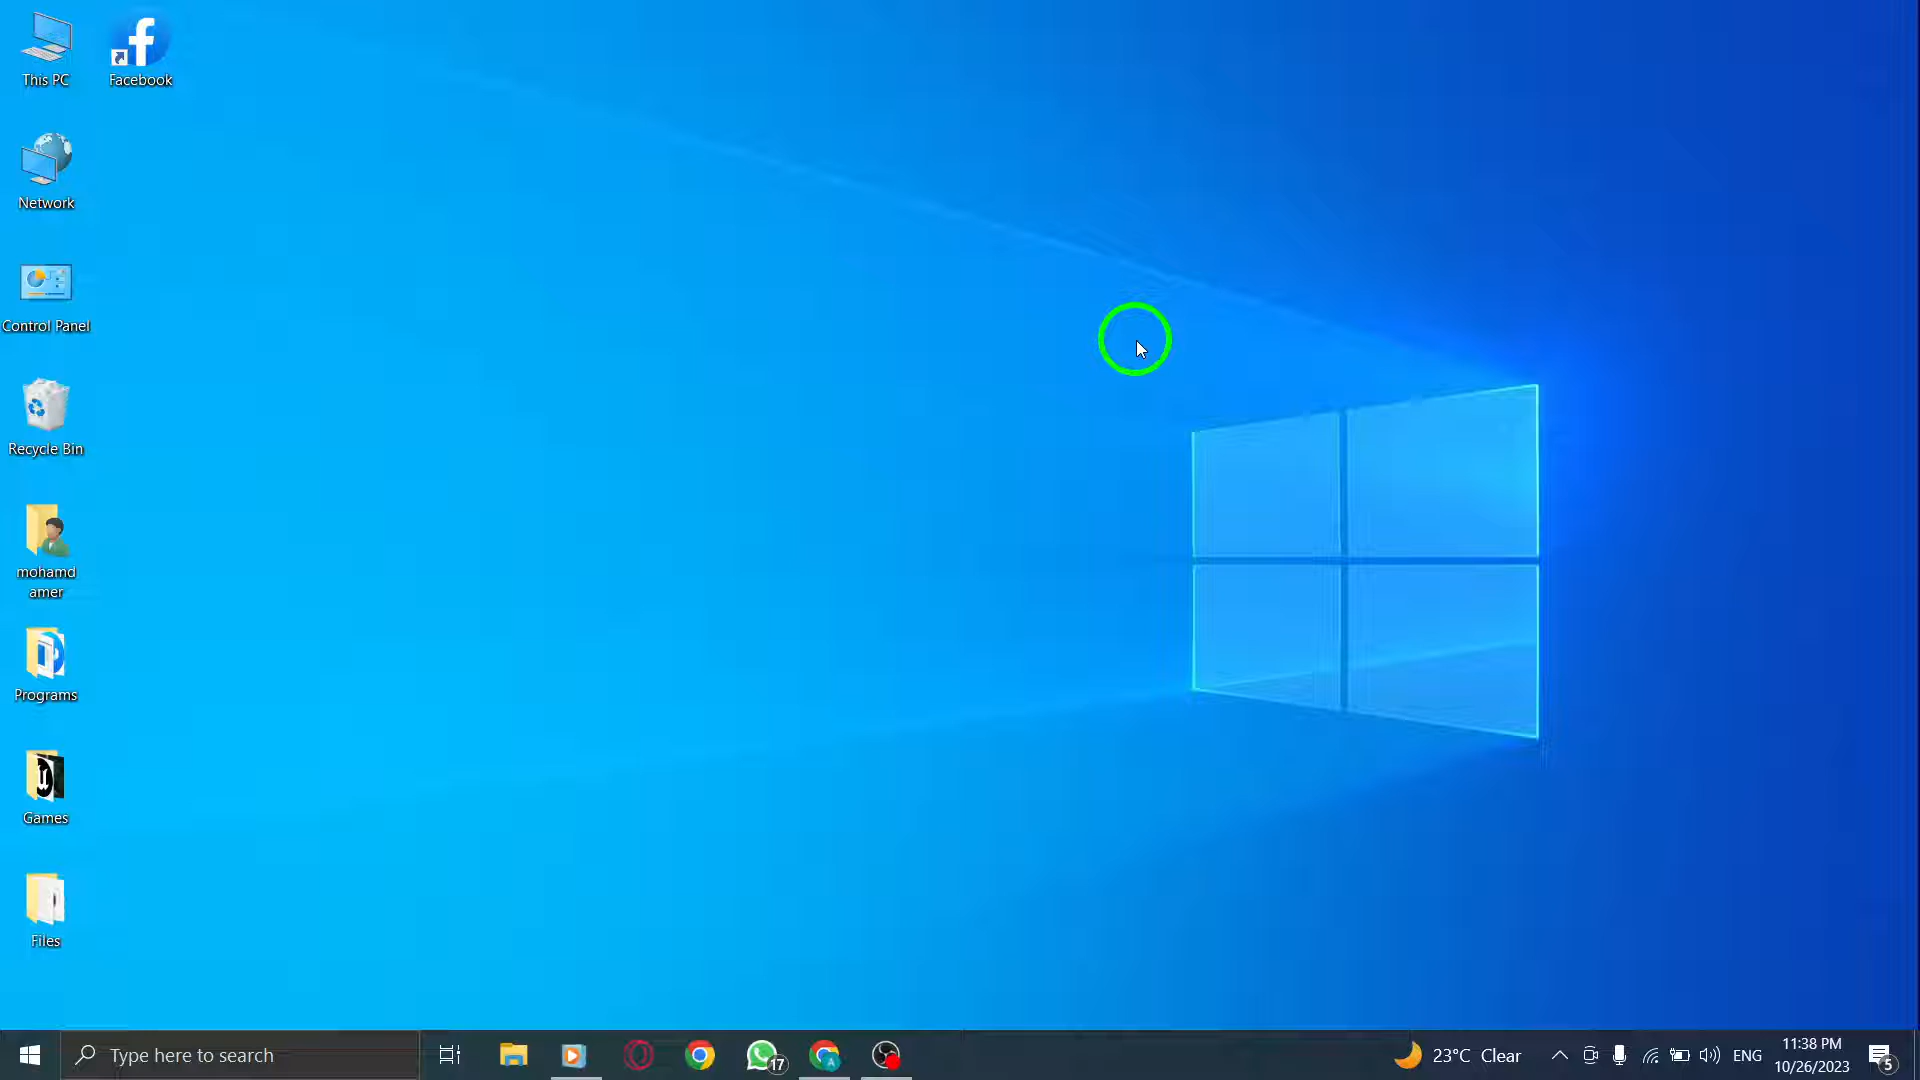 This PC
Facebook
Network
Control Panel
Recycle Bin
mohamd
amer
Programs
Games
Files
Type here to search
17
A
23°C Clear
ENG
11:38 PM
10/26/2023
5